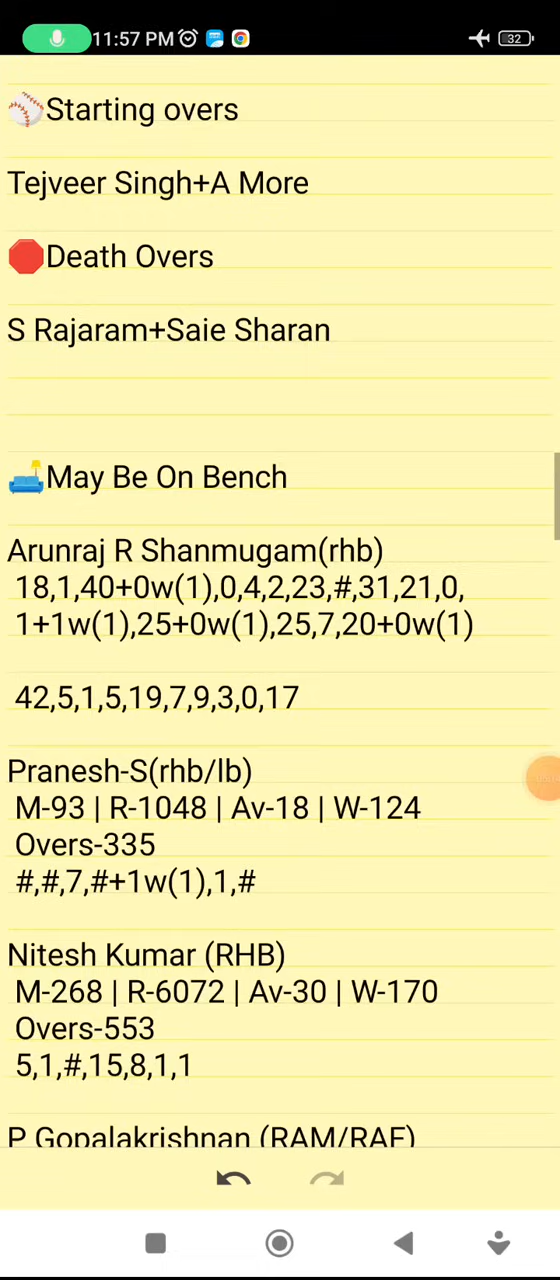 11:57 PM
32
Starting overs
Tejveer Singh+A More
Death Overs
S Rajaram+Saie Sharan
May Be On Bench
Arunraj R Shanmugam(rhb)
18,1,40+0w(1),0,4,2,23,#,31,21,0,
1+1w(1),25+0w(1),25,7,20+0w(1)
42,5,1,5,19,7,9,3,0,17
Pranesh-S(rhb/lb)
M-93 | R-1048 | Av-18 | W-124
Overs-335
#,#,7,#+1w(1),1,#
Nitesh Kumar (RHB)
M-268 | R-6072 | Av-30 | W-170
Overs-553
5,1,#,15,8,1,1
P Gopalakrishnan (RAM/RAF)